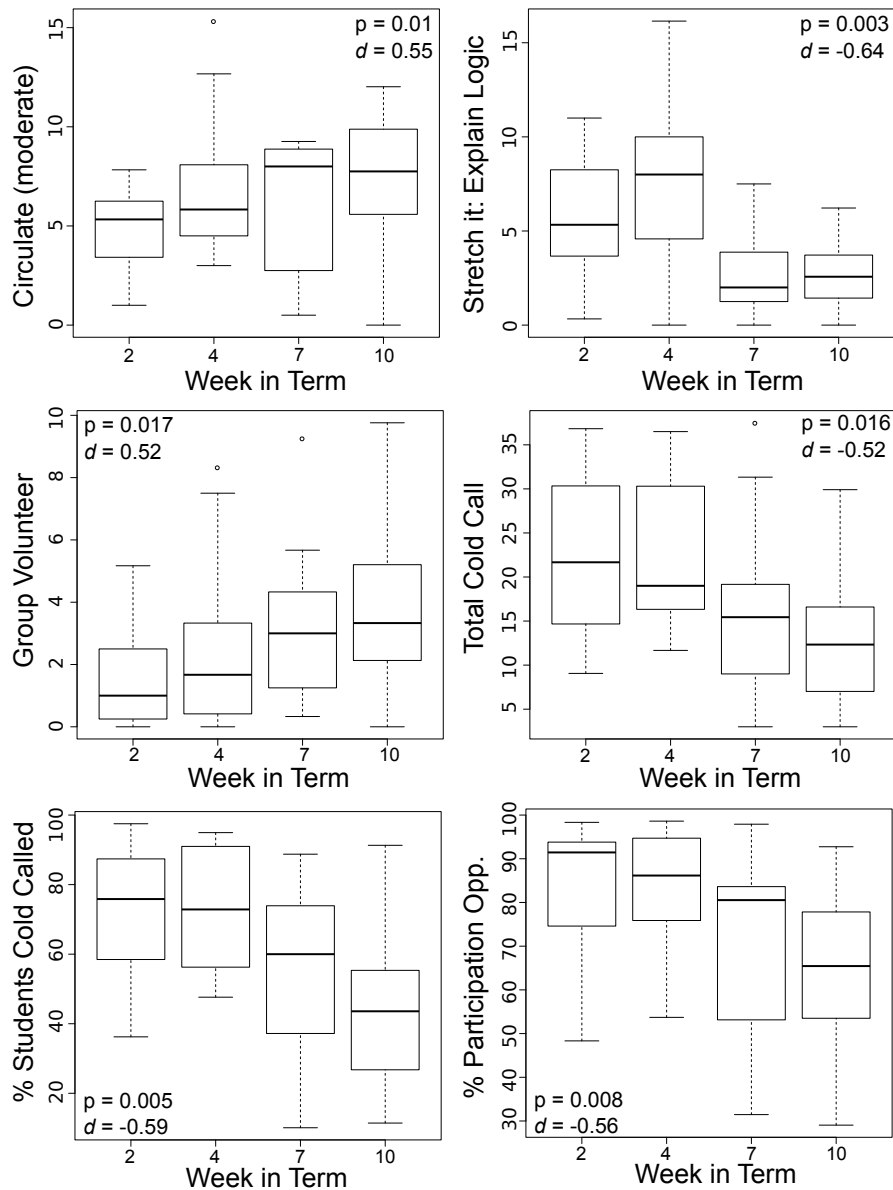 p = 0.01
d = 0.55
Circulate (moderate)
15
10
5
0
2 4 7 10
Week in Term
p = 0.003
d = -0.64
Stretch it: Explain Logic
15
10
5
0
2 4 7 10
Week in Term
p = 0.017
d = 0.52
Group Volunteer
10
8
6
4
2
0
2 4 7 10
Week in Term
p = 0.016
d = -0.52
Total Cold Call
35
30
25
20
15
10
5
2 4 7 10
Week in Term
% Students Cold Called
100
80
60
40
20
p = 0.005
d = -0.59
2 4 7 10
Week in Term
% Participation Opp.
100
90
80
70
60
50
40
30
p = 0.008
d = -0.56
2 4 7 10
Week in Term